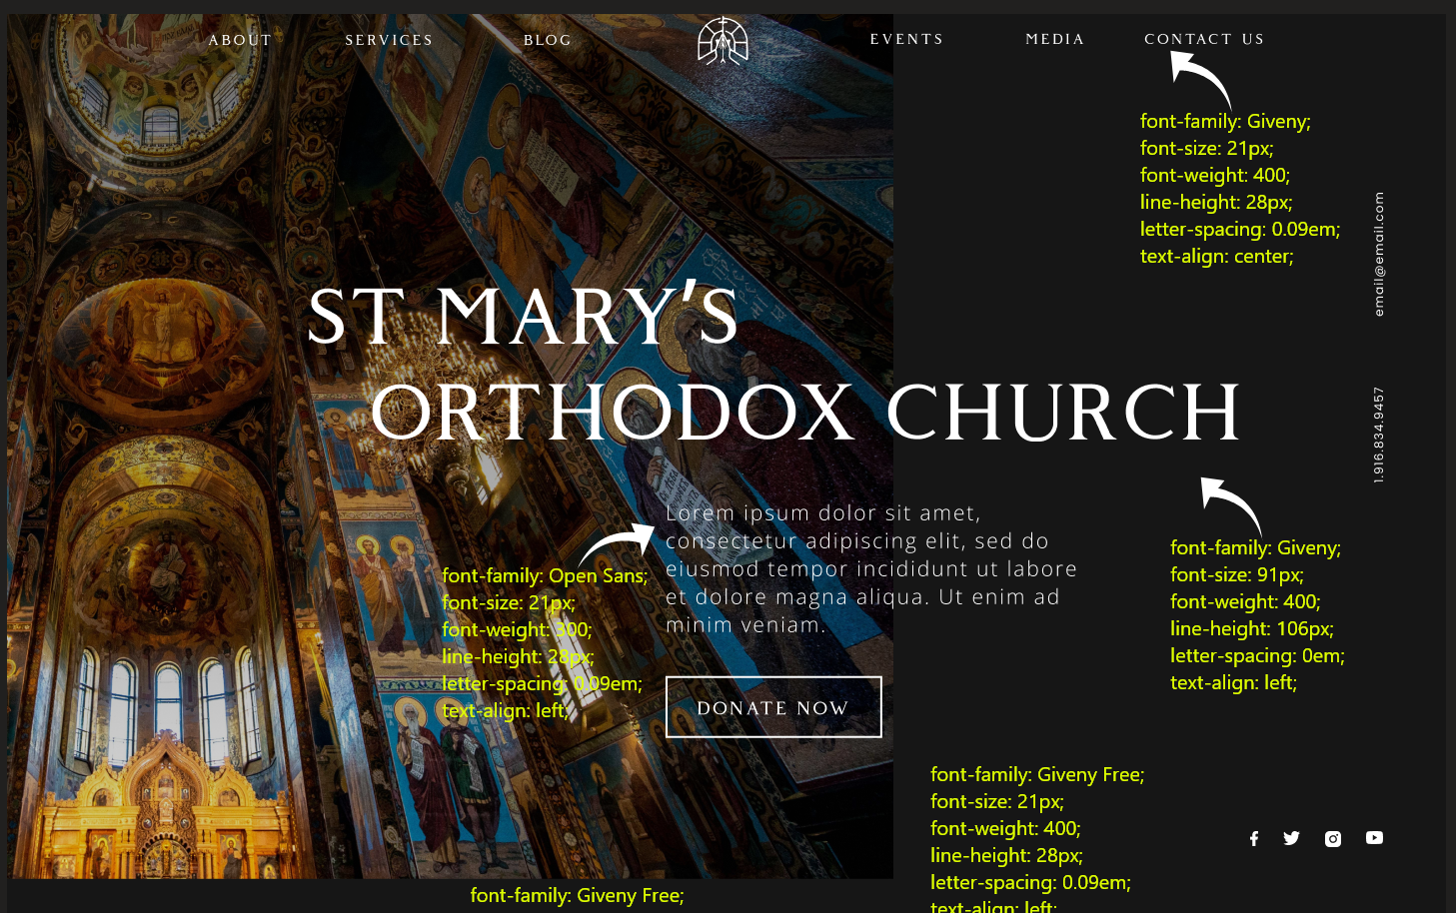 ABOUT
SERVICES
BLOG
EVENTS
MEDIA
CONTACT US
font-family: Giveny;
font-size: 21px;
font-weight: 400;
line-height: 28px;
letter-spacing: 0.09em;
text-align: center;
email@email.com
ST MARY'S
ORTHODOX CHURCH
1.916.834.9457
Lorem ipsum dolor sit amet,
consectetur adipiscing elit, sed do
eiusmod tempor incididunt ut labore
et dolore magna aliqua. Ut enim ad
minim veniam.
font-family: Open Sans;
font-size: 21px;
font-weight: 300;
line-height: 28px;
letter-spacing: 0.09em;
text-align: left;
font-family: Giveny;
font-size: 91px;
font-weight: 400;
line-height: 106px;
letter-spacing: 0em;
text-align: left;
DONATE NOW
font-family: Giveny Free;
font-size: 21px;
font-weight: 400;
line-height: 28px;
letter-spacing: 0.09em;
text-align: left;
font-family: Giveny Free;